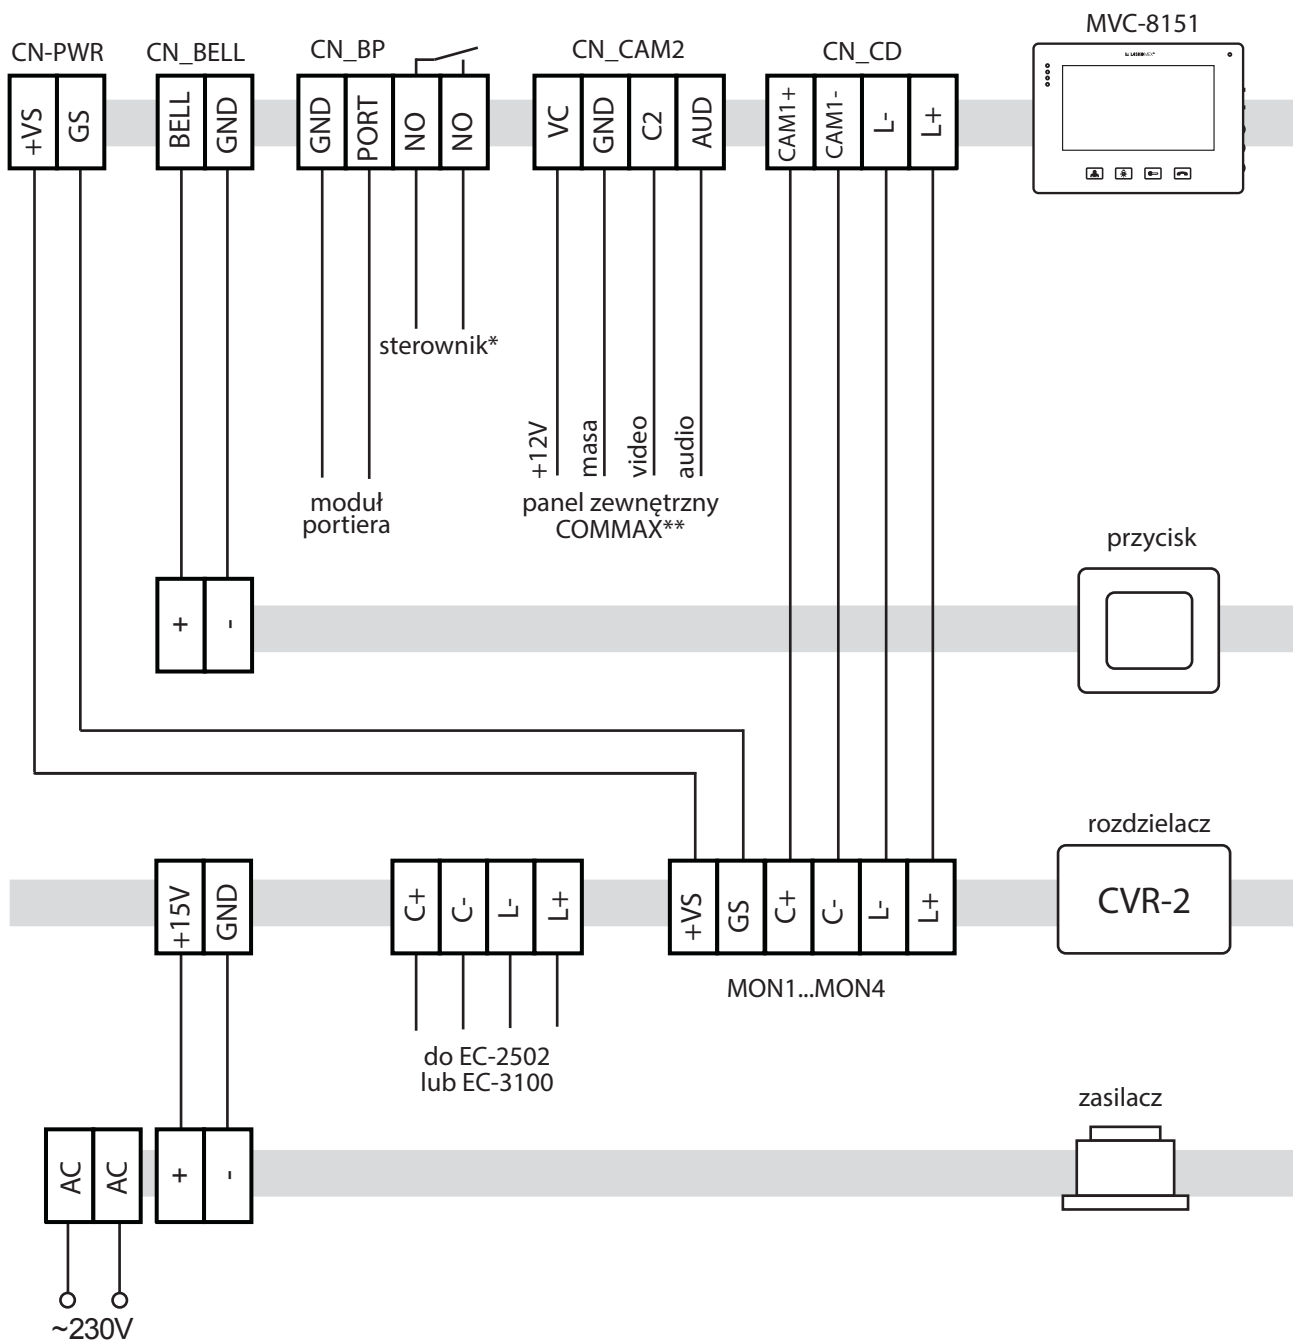 MVC-8151
CN-PWR
CN_BELL
CN_BP
CN_CAM2
CN_CD
+VS
GS
BELL
GND
GND
PORT
NO
NO
VC
GND
C2
AUD
CAM1+
CAM1-
L-
L+
sterownik*
+12V
masa
video
audio
moduł
portiera
panel zewnętrzny
COMMAX**
przycisk
+
-
rozdzielacz
+15V
GND
C+
C-
L-
L+
+VS
GS
C+
C-
L-
L+
CVR-2
MON1...MON4
do EC-2502
lub EC-3100
zasilacz
AC
AC
+
-
~230V